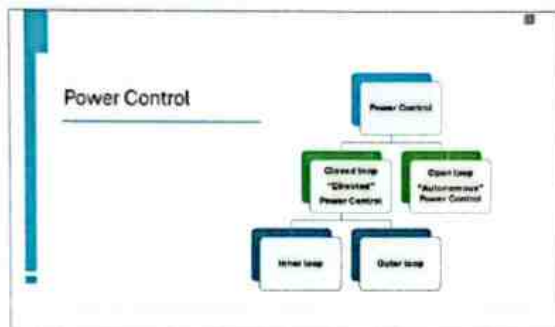 Power Control
Power Control
Closed loop
"Directed"
Power Control
Open loop
"Autonomous"
Power Control
Inner loop
Outer loop